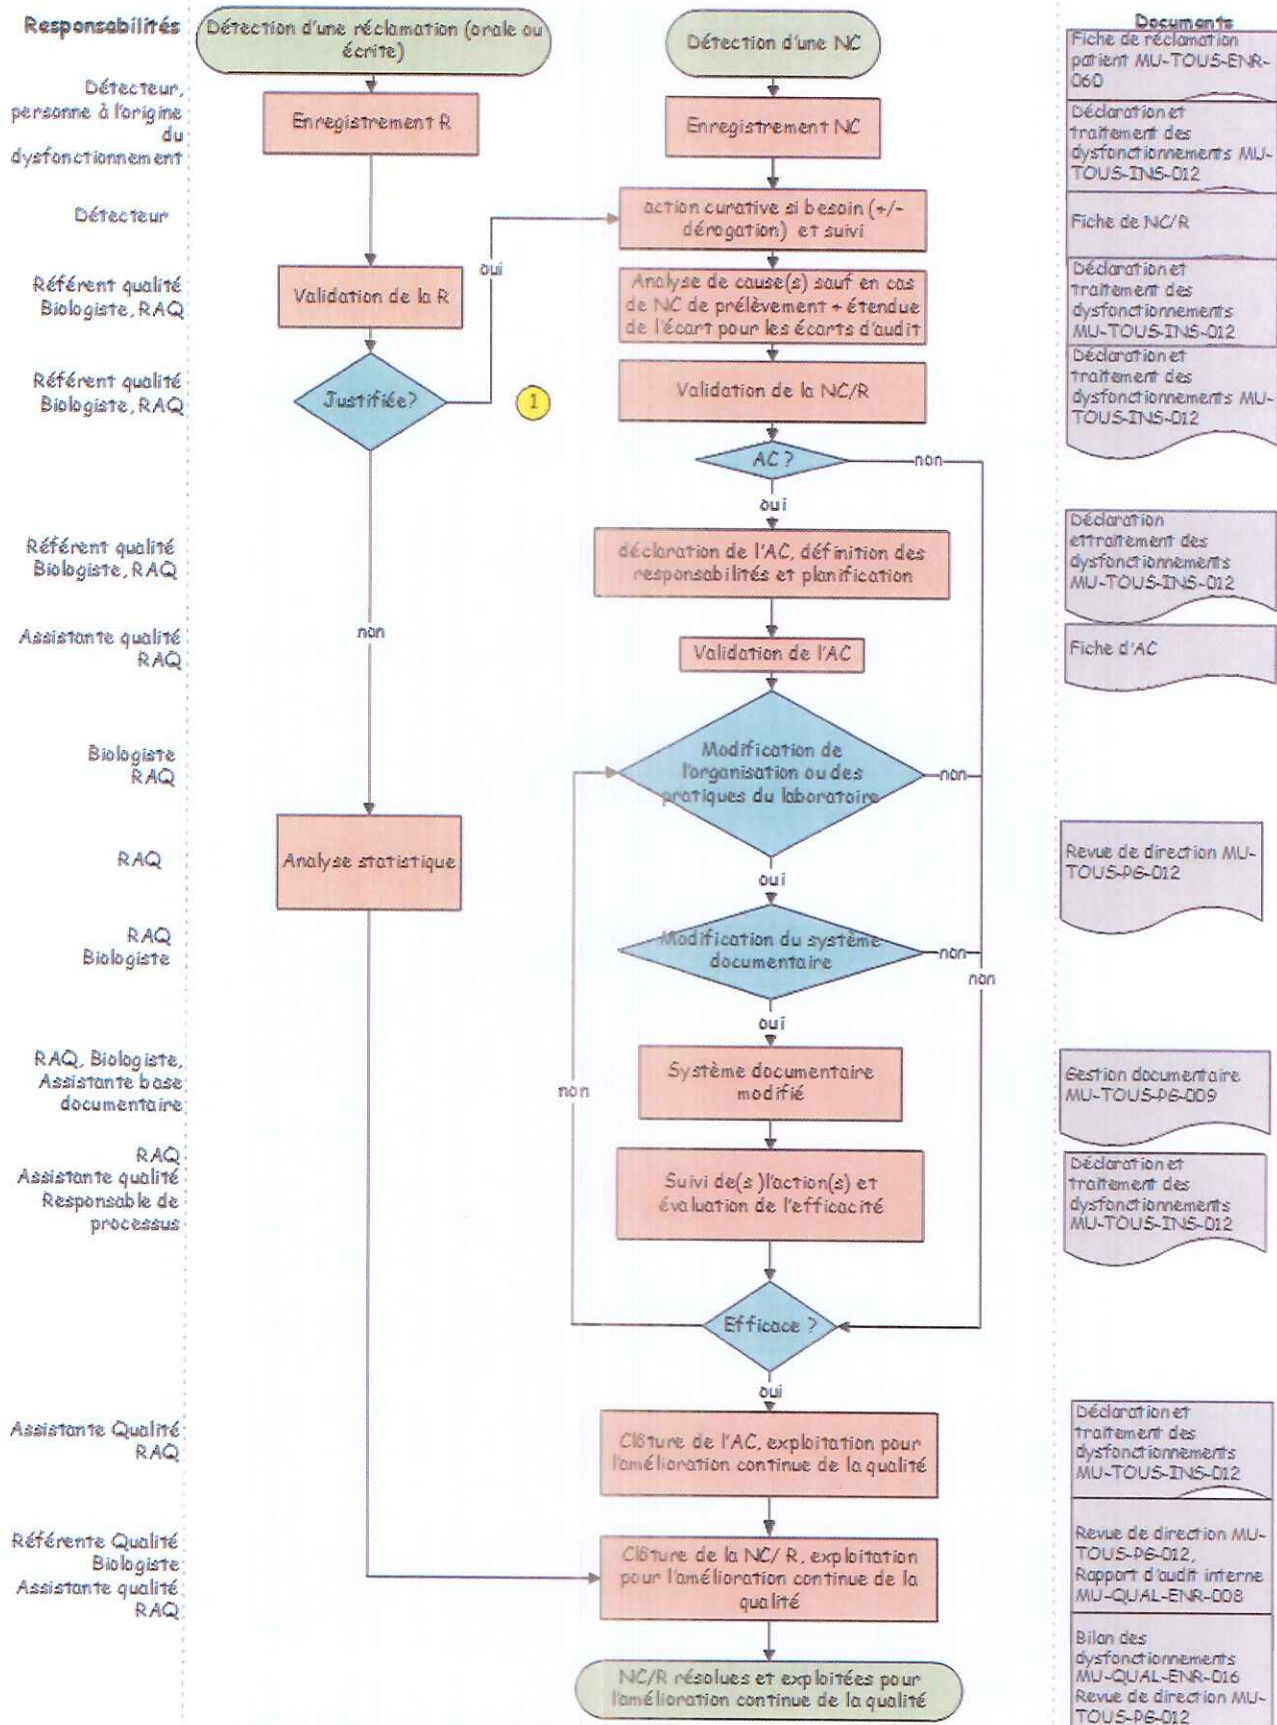 Responsabilités
Détection d'une réclamation (orale ou
écrite)
Détection d'une NC
Documents
Fiche de réclamation
patient MU-TOUS-ENR-
060
Détecteur,
personne à l'origine
du
dysfonctionnement
Enregistrement R
Enregistrement NC
Déclaration et
traitement des
dysfonctionnements MU-
TOUS-INS-012
Détecteur
action curative si besoin (+/-
dérogation) et suivi
Fiche de NC/R
oui
Référent qualité
Biologiste, RAQ
Validation de la R
Analyse de cause(s) sauf en cas
de NC de prélèvement + étendue
de l'écart pour les écarts d'audit
Déclaration et
traitement des
dysfonctionnements
MU-TOUS-INS-012
Référent qualité
Biologiste, RAQ
Justifiée?
1
Validation de la NC/R
Déclaration et
traitement des
dysfonctionnements MU-
TOUS-INS-012
AC ?
non
oui
Référent qualité
Biologiste, RAQ
déclaration de l'AC, définition des
responsabilités et planification
Déclaration
ettraitement des
dysfonctionnements
MU-TOUS-INS-012
non
Assistante qualité
RAQ
Validation de l'AC
Fiche d'AC
Biologiste
RAQ
Modification de
l'organisation ou des
pratiques du laboratoire
non
RAQ
Analyse statistique
oui
Revue de direction MU-
TOUS-PG-012
RAQ
Biologiste
Modification du système
documentaire
non
non
oui
RAQ, Biologiste,
Assistante base
documentaire
non
Système documentaire
modifié
Gestion documentaire
MU-TOUS-PG-009
RAQ
Assistante qualité
Responsable de
processus
Suivi de(s )l'action(s) et
évaluation de l'efficacité
Déclaration et
traitement des
dysfonctionnements
MU-TOUS-INS-012
Efficace ?
oui
Assistante Qualité
RAQ
Clôture de l'AC, exploitation pour
l'amélioration continue de la qualité
Déclaration et
traitement des
dysfonctionnements
MU-TOUS-INS-012
Référente Qualité
Biologiste
Assistante qualité
RAQ
Clôture de la NC/ R, exploitation
pour l'amélioration continue de la
qualité
Revue de direction MU-
TOUS-PG-012,
Rapport d'audit interne
MU-QUAL-ENR-008
NC/R résolues et exploitées pour
l'amélioration continue de la qualité
Bilan des
dysfonctionnements
MU-QUAL-ENR-016
Revue de direction MU-
TOUS-PG-012